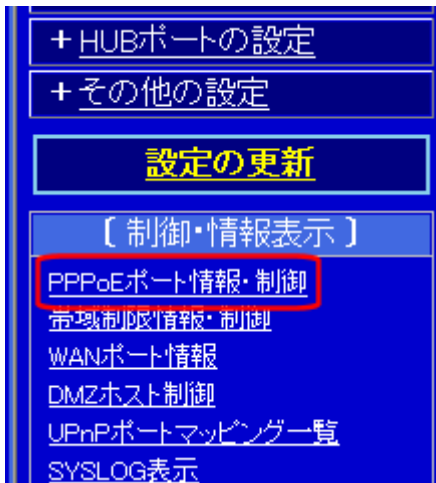 +HUBポートの設定
+その他の設定
設定の更新
【制御・情報表示】
PPPoEポート情報・制御
帯域制限情報・制御
WANポート情報
DMZホスト制御
UPnPポートマッピング一覧
SYSLOG表示